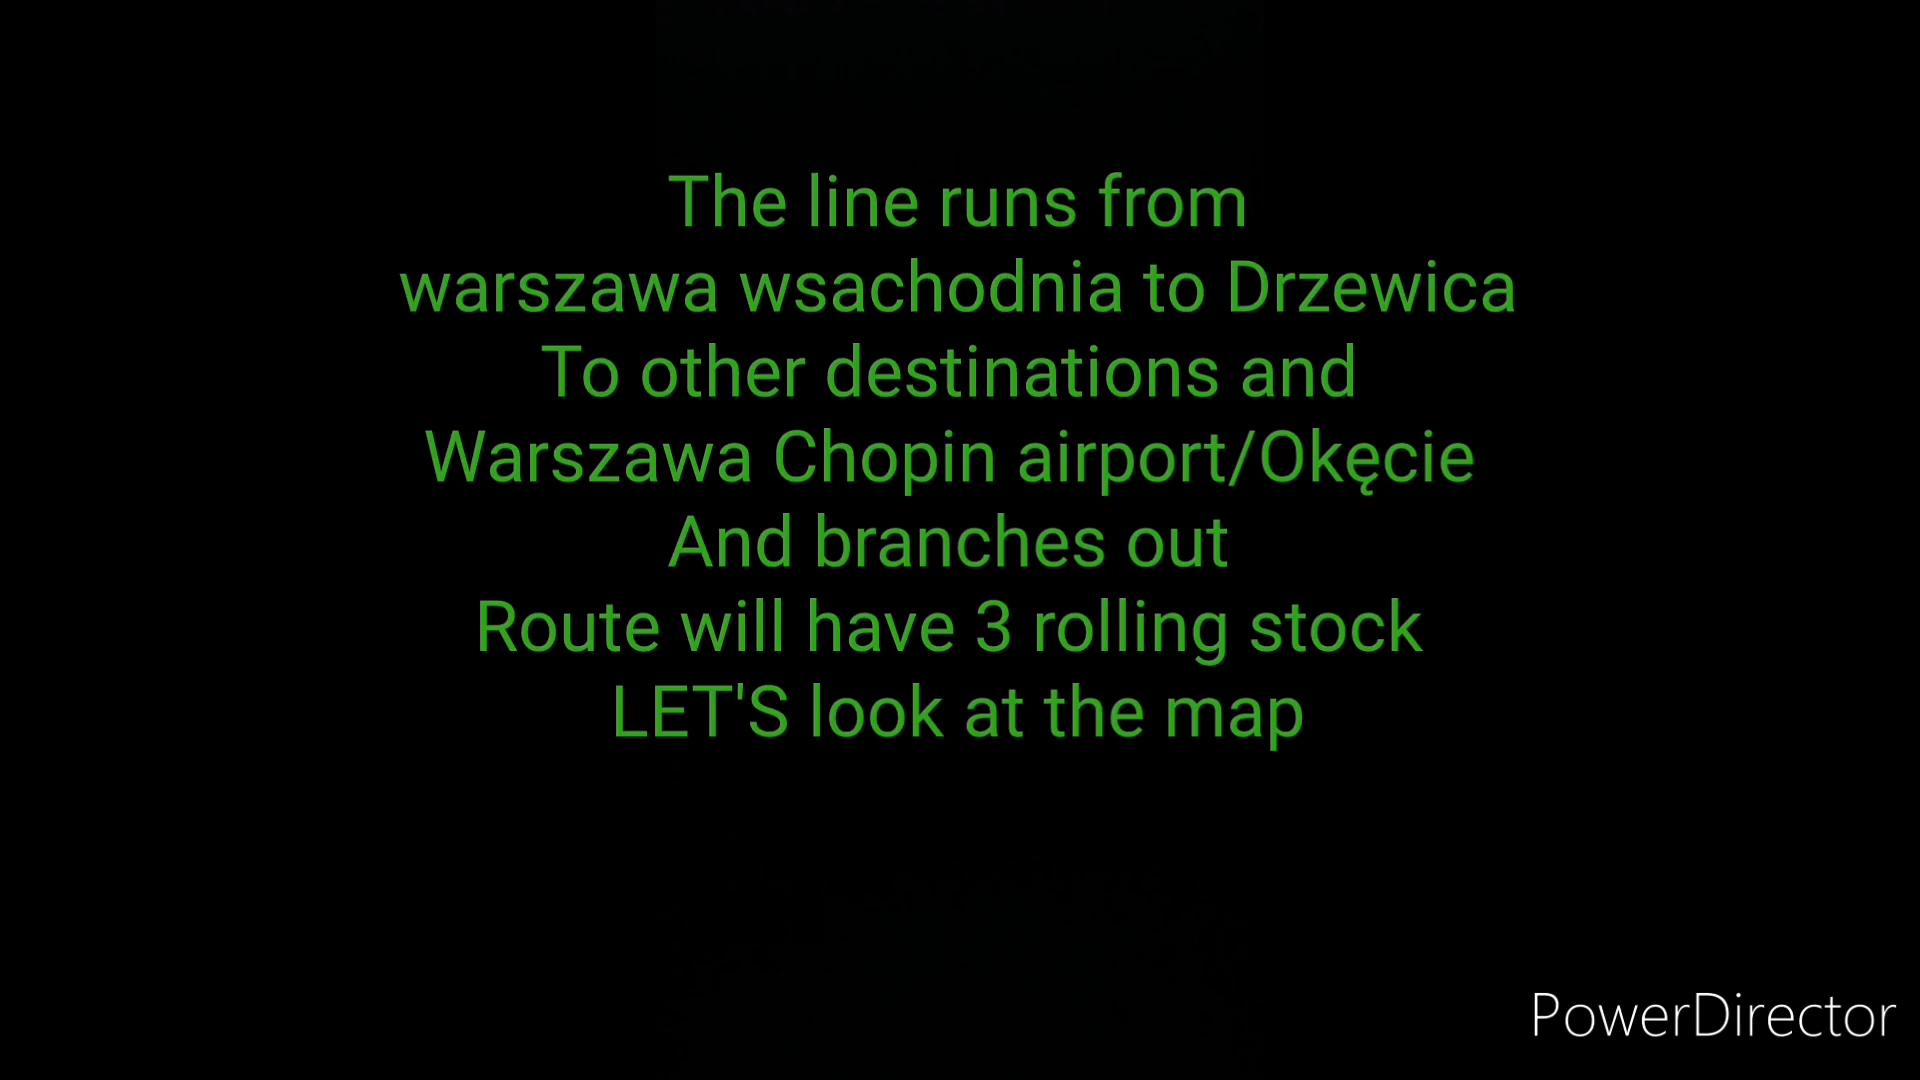 The line runs from
warszawa wsachodnia to Drzewica
To other destinations and
Warszawa Chopin airport/Okęcie
And branches out
Route will have 3 rolling stock
LET'S look at the map
PowerDirector